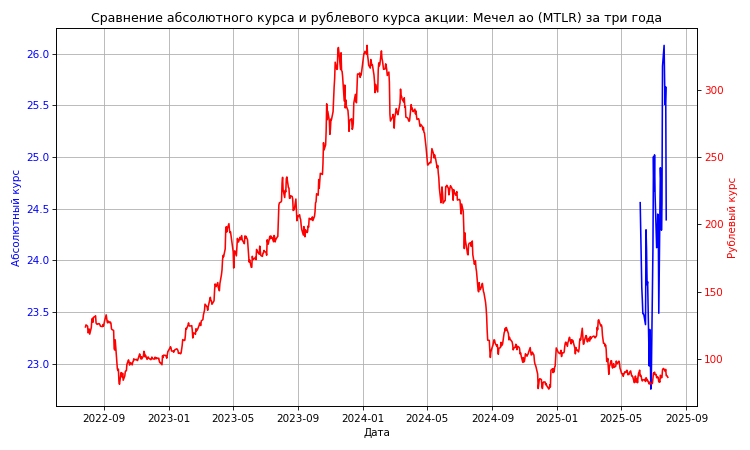 Сравнение абсолютного курса и рублевого курса акции: Мечел ао (MTLR) за три года
26.0
25.5
25.0
24.5
24.0
23.5
23.0
Абсолютный курс
300
250
200
150
100
Рублевый курс
2022-09 2023-01 2023-05 2023-09 2024-01 2024-05 2024-09 2025-01 2025-05 2025-09
Дата